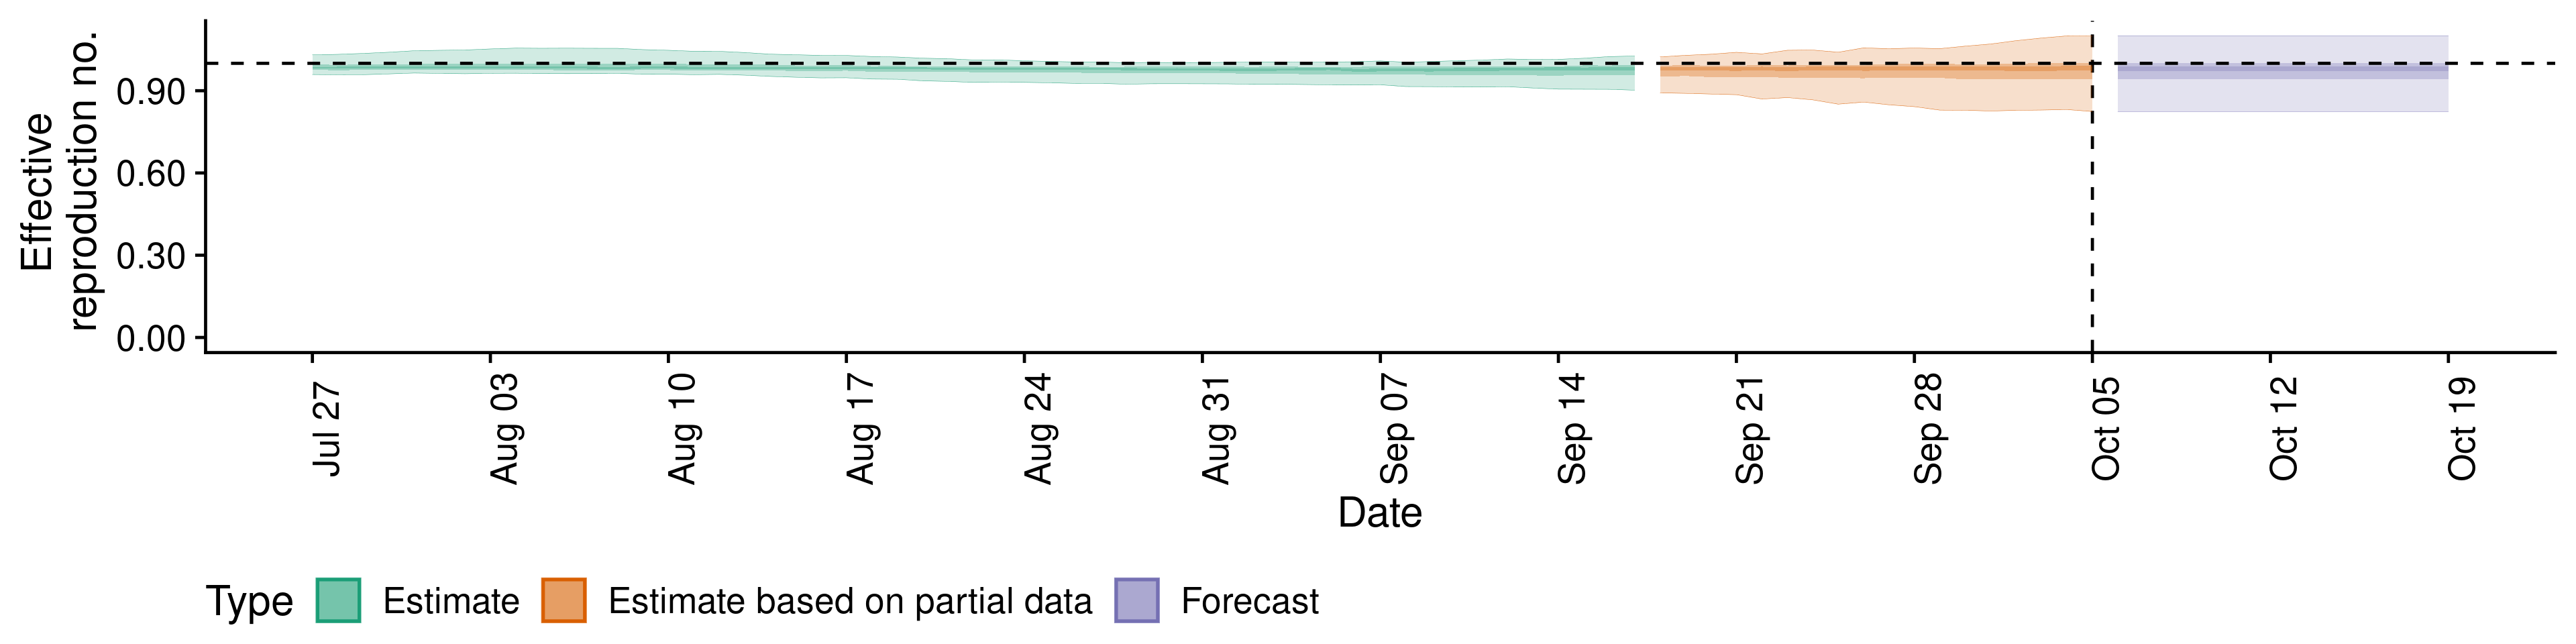 Effective
reproduction no.
0.90
0.60
0.30
0.00
Jul 27
Aug 03
Aug 10
Aug 17
Aug 24
Aug 31
Sep 07
Sep 14
Sep 21
Sep 28
Oct 05
Oct 12
Oct 19
Date
Type Estimate Estimate based on partial data Forecast